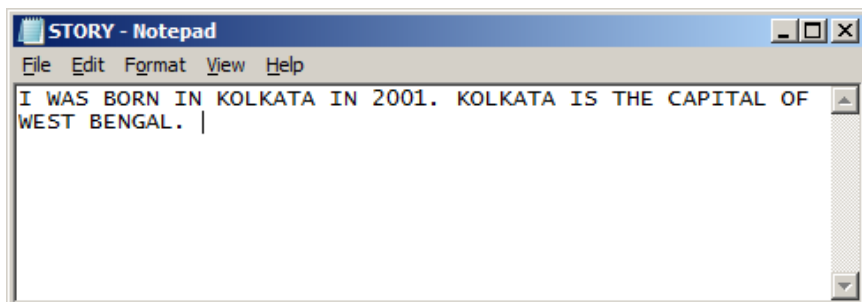 STORY - Notepad
File Edit Format View Help
I WAS BORN IN KOLKATA IN 2001. KOLKATA IS THE CAPITAL OF
WEST BENGAL.